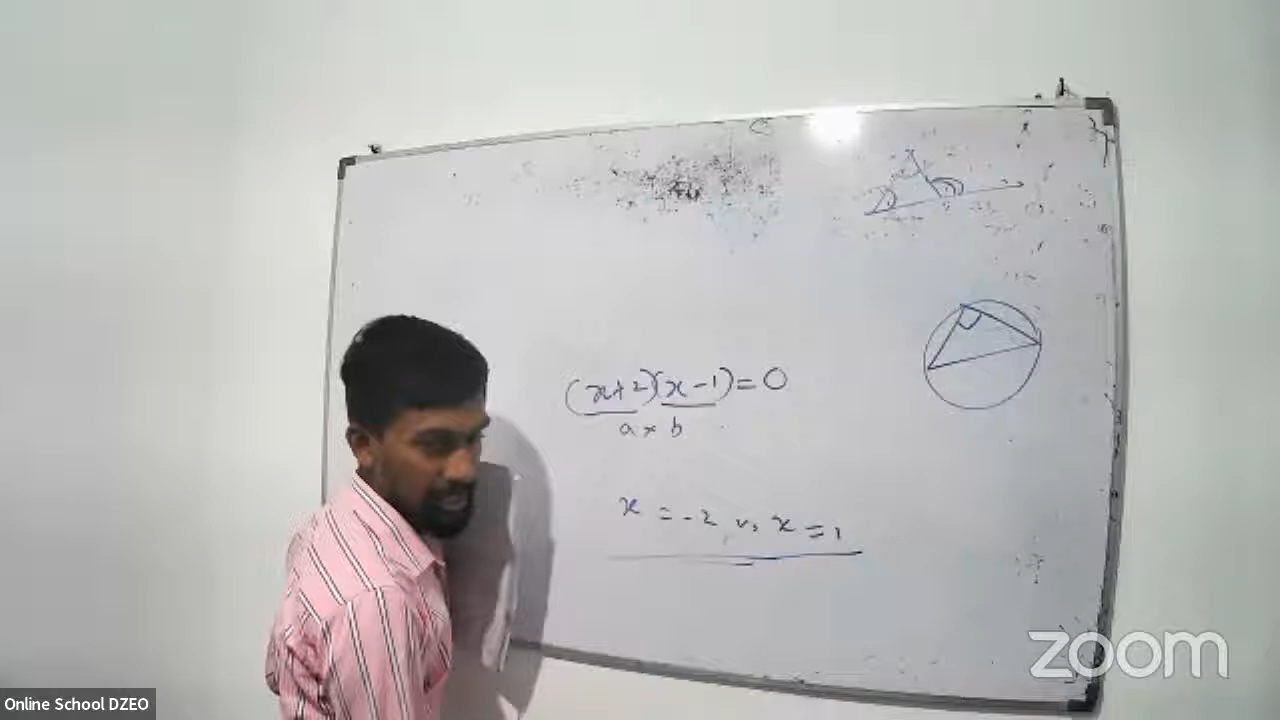 (x+2)(x-1)=0
a × b
x = -2 v, x = 1
zoom
Online School DZEO